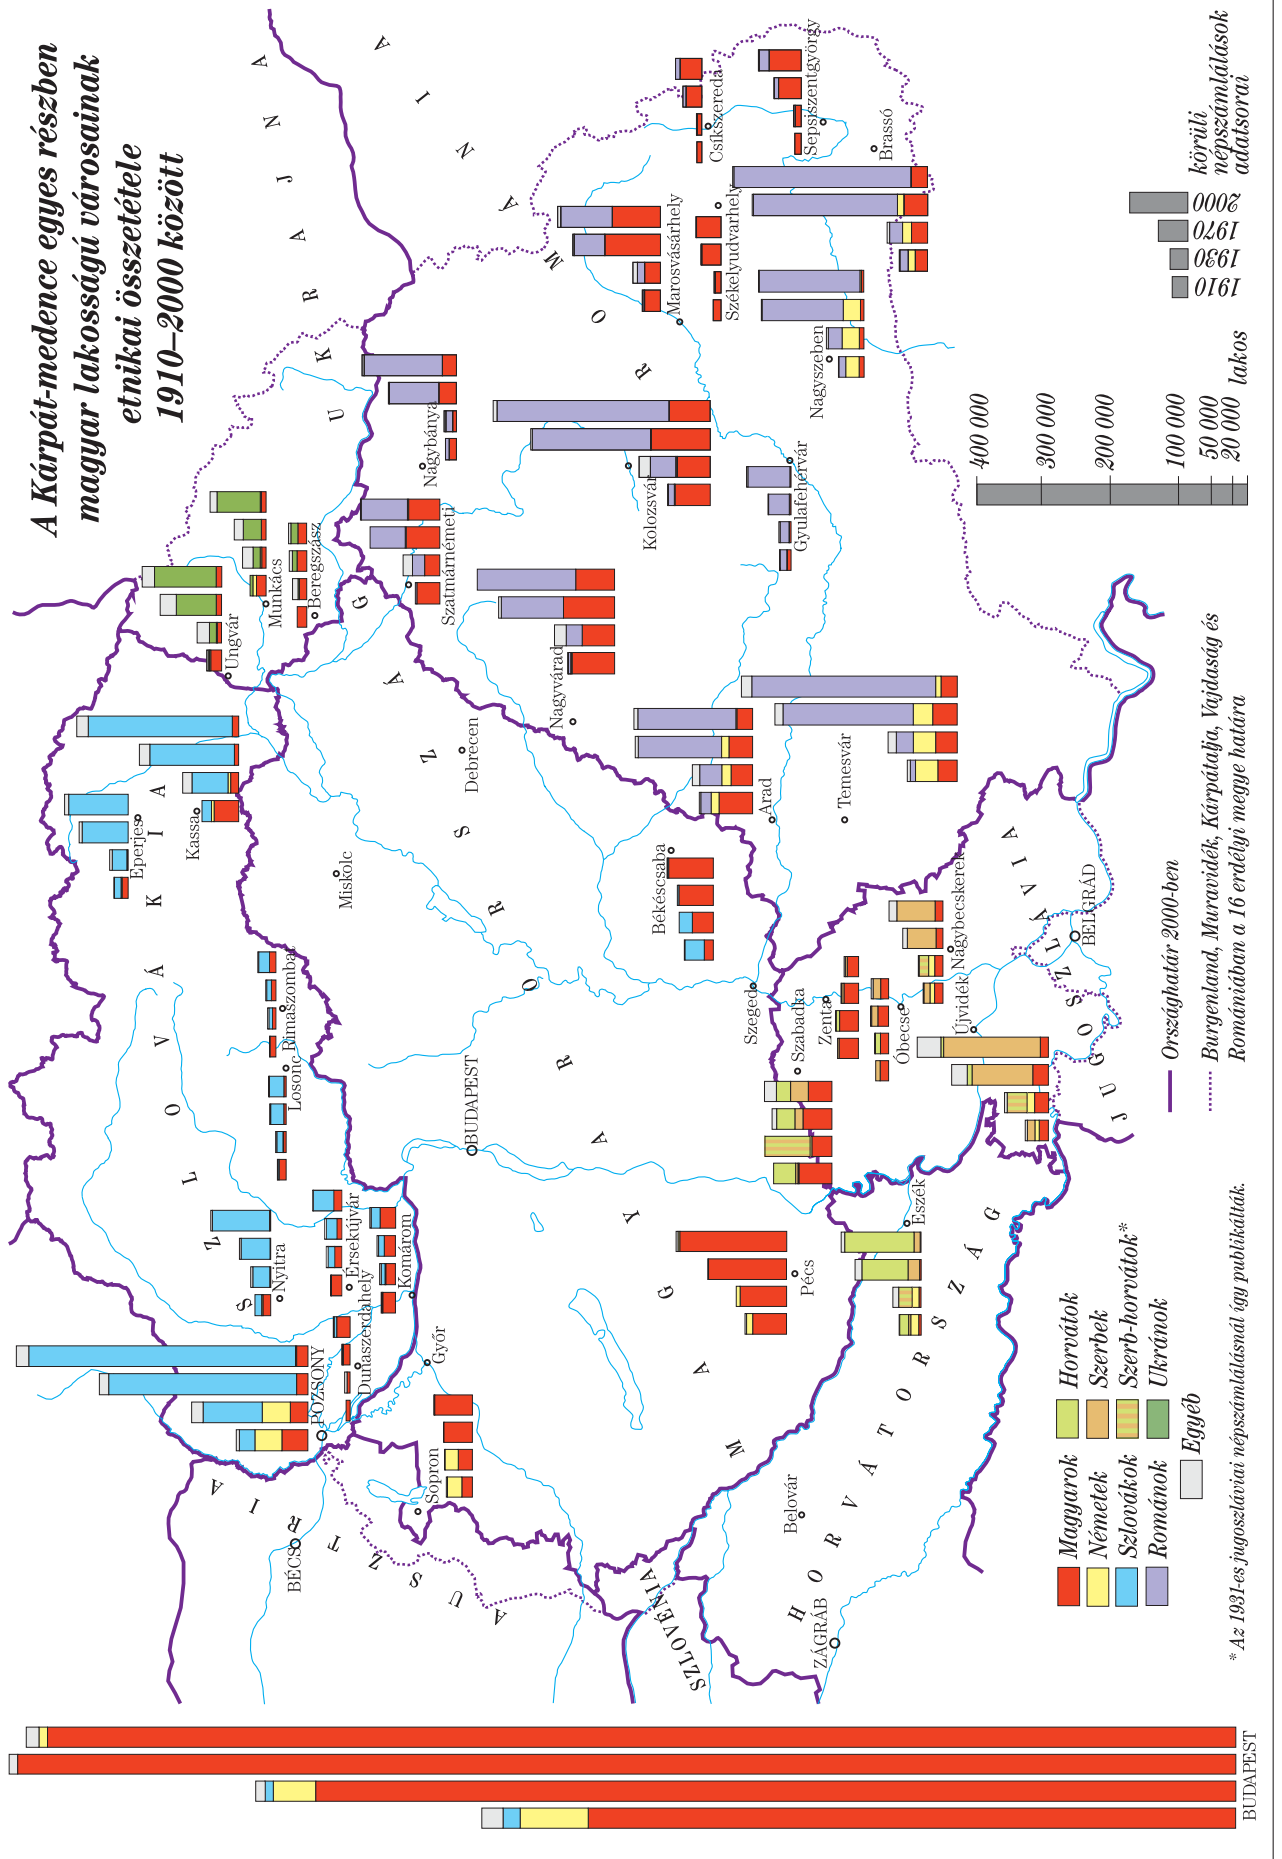 A Kárpát-medence egyes részben
magyar lakosságú városainak
etnikai összetétele
1910–2000 között
UKRAJNA
ROMÁNIA
SZLOVÁKIA
MAGYARORSZÁG
AUSZTRIA
SZLOVÉNIA
HORVÁTORSZÁG
JUGOSZLÁVIA
BÉCS
POZSONY
Nyitra
Dunaszerdahely
Érsekújvár
Komárom
Losonc
Rimaszombat
Eperjes
Kassa
Ungvár
Munkács
Beregszász
Sopron
Győr
BUDAPEST
Miskolc
Debrecen
Szatmárnémeti
Nagybánya
Nagyvárad
Kolozsvár
Marosvásárhely
Csíkszereda
Székelyudvarhely
Sepsiszentgyörgy
Brassó
Nagyszeben
Gyulafehérvár
Békéscsaba
Arad
Temesvár
Szeged
Szabadka
Zenta
Óbecse
Nagybecskerek
Újvidék
BELGRÁD
Pécs
Eszék
Belovár
ZÁGRÁB
BUDAPEST
Magyarok
Németek
Szlovákok
Románok
Horvátok
Szerbek
Szerb-horvátok*
Ukránok
Egyéb
* Az 1931-es jugoszláviai népszámlálásnál így publikálták.
Országhatár 2000-ben
Burgenland, Muravidék, Kárpátalja, Vajdaság és
Romániában a 16 erdélyi megye határa
400 000
300 000
200 000
100 000
50 000
20 000
lakos
1910
1930
1970
2000
körüli
népszámlálások
adatsorai